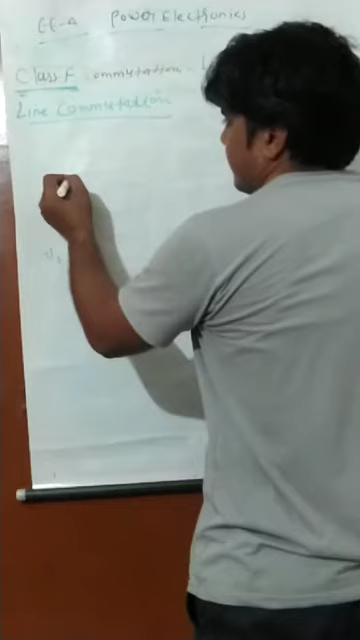 EE-A Power Electronics
Class F Commutation -
Line Commutation